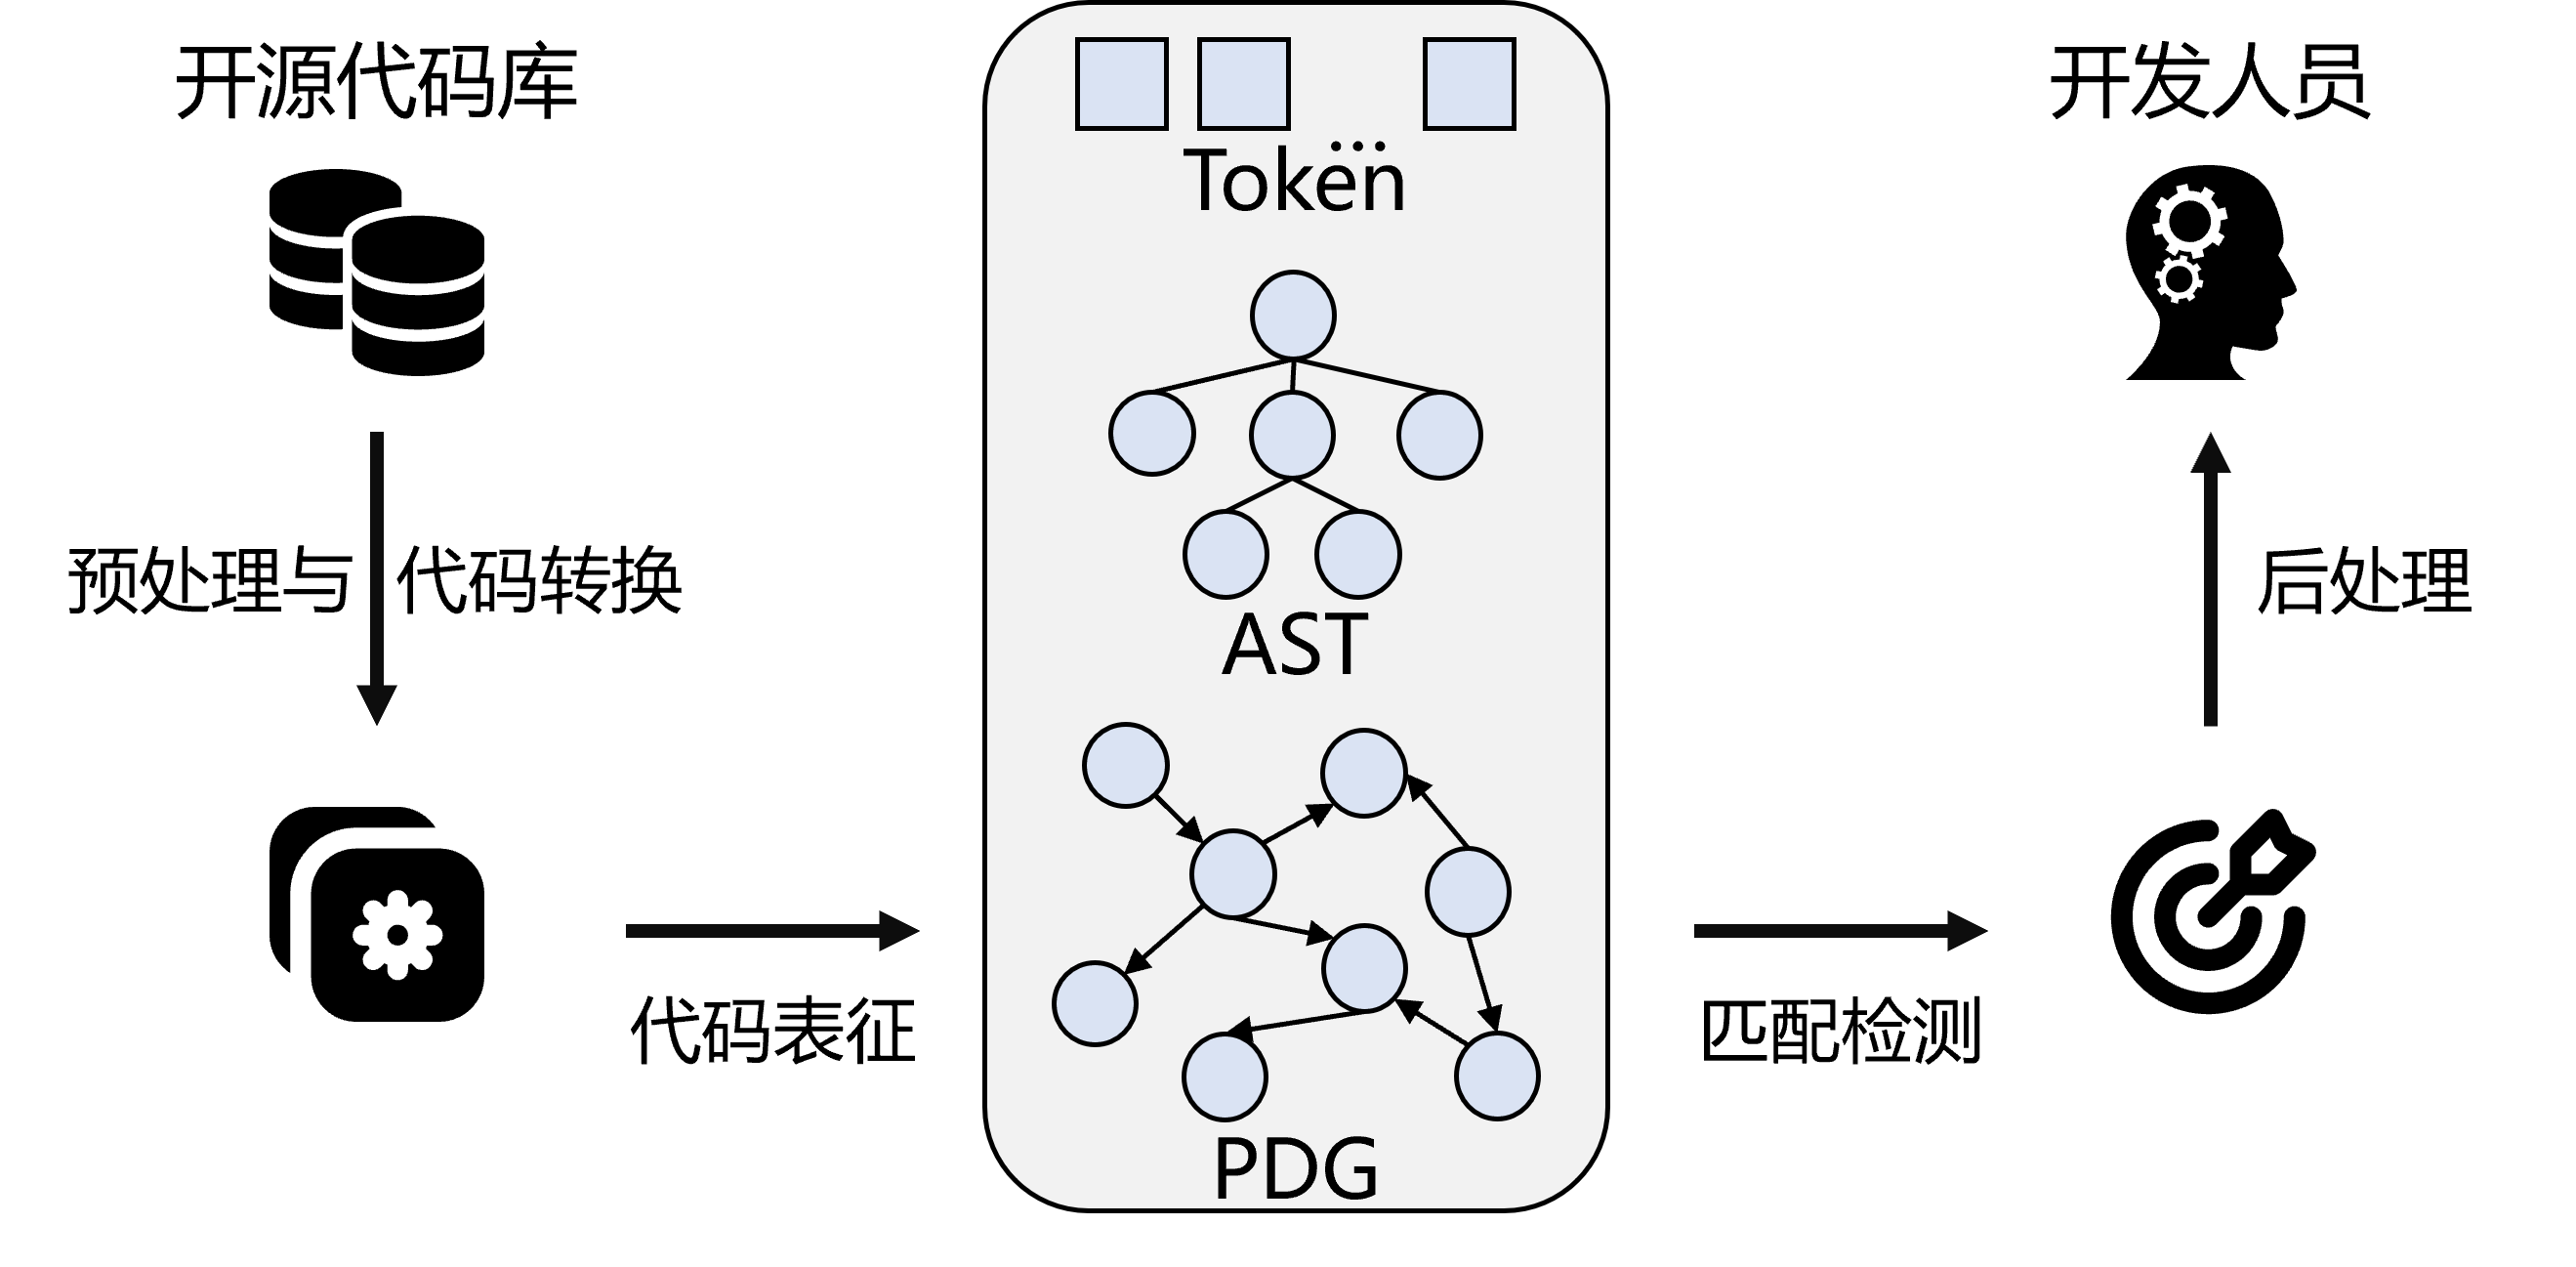 开源代码库
预处理与 代码转换
代码表征
...
Token
AST
PDG
匹配检测
开发人员
后处理